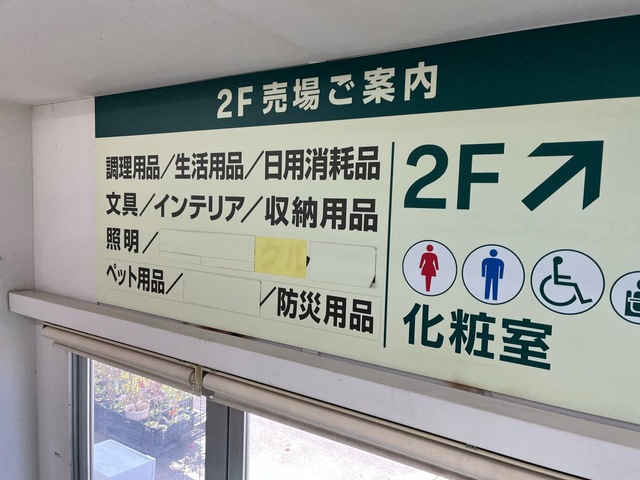 2F 売場ご案内
調理用品／生活用品／日用消耗品
文具／インテリア／収納用品
照明／
ペット用品／ ／防災用品
2F
化粧室